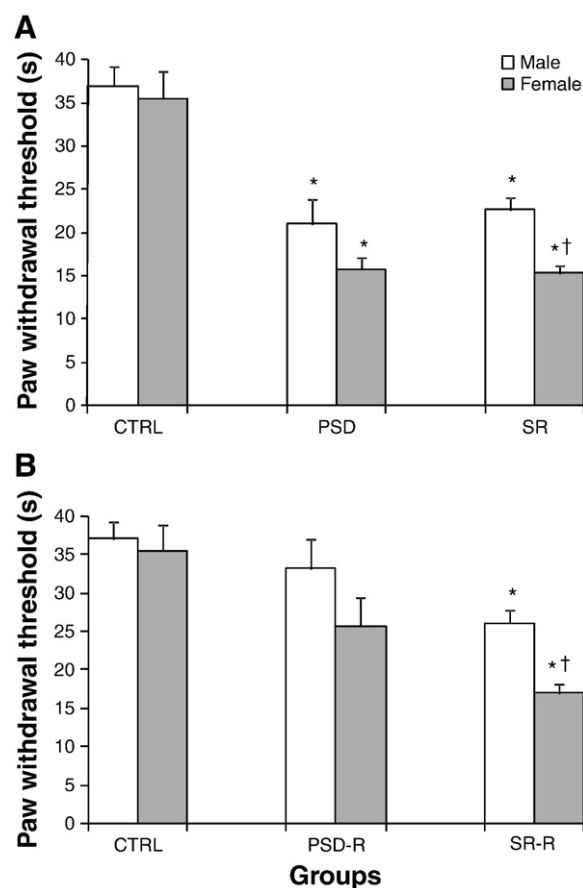 A
Paw withdrawal threshold (s)
40
35
30
25
20
15
10
5
0
Male
Female
*
*
*
*†
CTRL
PSD
SR
B
Paw withdrawal threshold (s)
40
35
30
25
20
15
10
5
0
*
*†
CTRL
PSD-R
SR-R
Groups